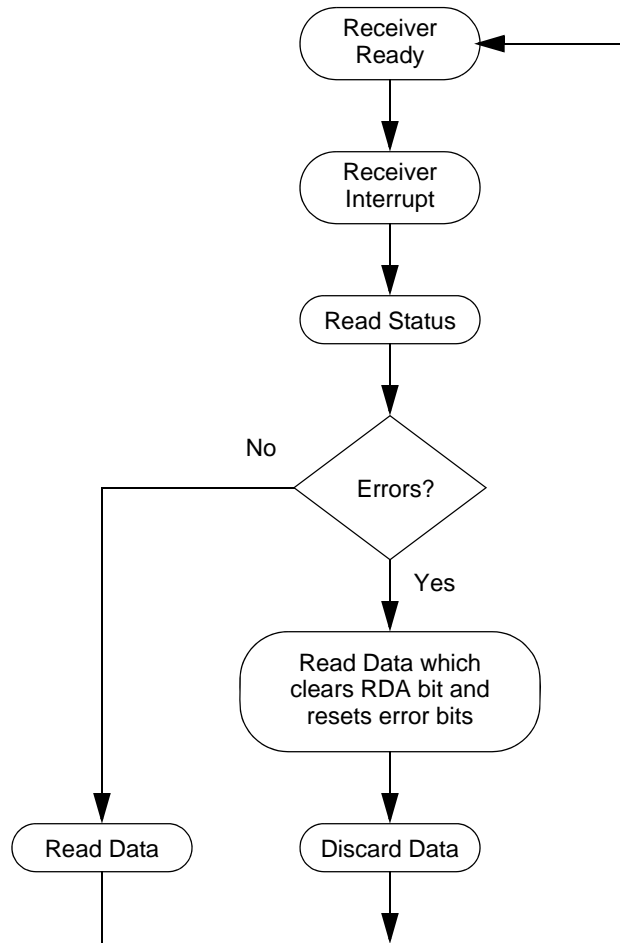 Receiver
Ready
Receiver
Interrupt
Read Status
No
Errors?
Yes
Read Data which
clears RDA bit and
resets error bits
Read Data
Discard Data